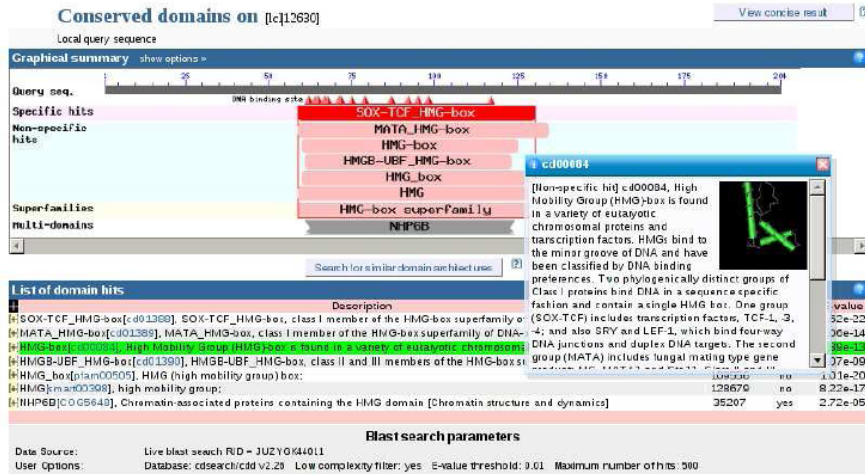 Conserved domains on [lcl|12630]
View concise result
Local query sequence
Graphical summary show options »
1 25 50 75 100 125 150 175 204
Query seq.
DNA binding site
Specific hits
SOX-TCF_HMG-box
Non-specific hits
MATA_HMG-box
HMG-box
HMGB-UBF_HMG-box
HMG_box
HMG
Superfamilies
HMG-box superfamily
Multi-domains
NHP6B
cd00084
[Non-specific hit] cd00084, High
Mobility Group (HMG)-box is found
in a variety of eukaryotic
chromosomal proteins and
transcription factors. HMGs bind to
the minor groove of DNA and have
been classified by DNA binding
preferences. Two phylogenically distinct groups of
Class I proteins bind DNA in a sequence specific
fashion and contain a single HMG box. One group
(SOX-TCF) includes transcription factors, TCF-1, -3,
-4; and also SRY and LEF-1, which bind four-way
DNA junctions and duplex DNA targets. The second
group (MATA) includes fungal mating type gene
Search for similar domain architectures
List of domain hits
Description
[+]SOX-TCF_HMG-box[cd01388], SOX-TCF_HMG-box, class I member of the HMG-box superfamily of
[+]MATA_HMG-box[cd01389], MATA_HMG-box, class I member of the HMG-box superfamily of DNA-
[+]HMG-box[cd00084], High Mobility Group (HMG)-box is found in a variety of eukaryotic chromosoma
[+]HMGB-UBF_HMG-box[cd01390], HMGB-UBF_HMG-box, class II and III members of the HMG-box su
[+]HMG_box[pfam00505], HMG (high mobility group) box; no 1.01e-20
[+]HMG[smart00398], high mobility group; 128679 no 8.22e-17
[+]NHP6B[COG5648], Chromatin-associated proteins containing the HMG domain [Chromatin structure and dynamics] 35207 yes 2.72e-05
Blast search parameters
Data Source: Live blast search RID = JUZYGK44011
User Options: Database: cdsearch/cdd v2.26 Low complexity filter: yes E-value threshold: 0.01 Maximum number of hits: 500